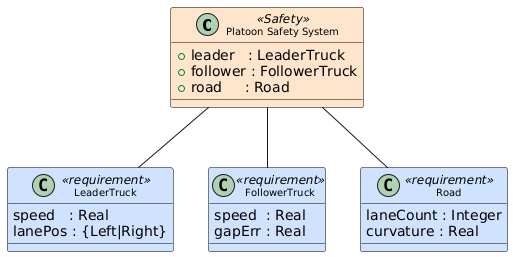 C «Safety»
Platoon Safety System
leader : LeaderTruck
follower : FollowerTruck
road : Road
C «requirement»
LeaderTruck
speed : Real
lanePos : {Left|Right}
C «requirement»
FollowerTruck
speed : Real
gapErr : Real
C «requirement»
Road
laneCount : Integer
curvature : Real